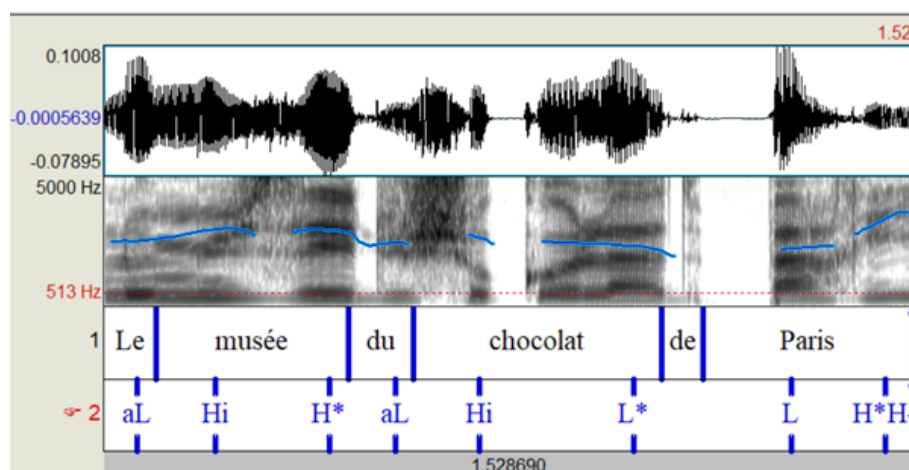 1.52
0.1008
-0.0005639
-0.07895
5000 Hz
513 Hz
1 Le musée du chocolat de Paris
2 aL Hi H* aL Hi L* L H*H-
1.528690